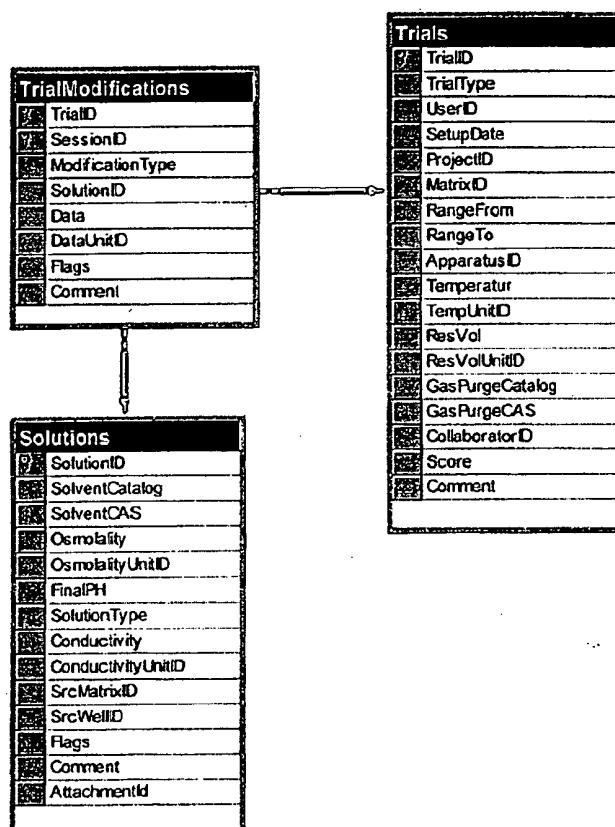 TrialModifications
TrialID
SessionID
ModificationType
SolutionID
Data
DataUnitID
Flags
Comment
Trials
TrialID
TrialType
UserID
SetupDate
ProjectID
MatrixID
RangeFrom
RangeTo
ApparatusID
Temperatur
TempUnitID
ResVol
ResVolUnitID
GasPurgeCatalog
GasPurgeCAS
CollaboratorID
Score
Comment
Solutions
SolutionID
SolventCatalog
SolventCAS
Osmolality
OsmolalityUnitID
FinalPH
SolutionType
Conductivity
ConductivityUnitID
SrcMatrixID
SrcWellID
Flags
Comment
AttachmentId